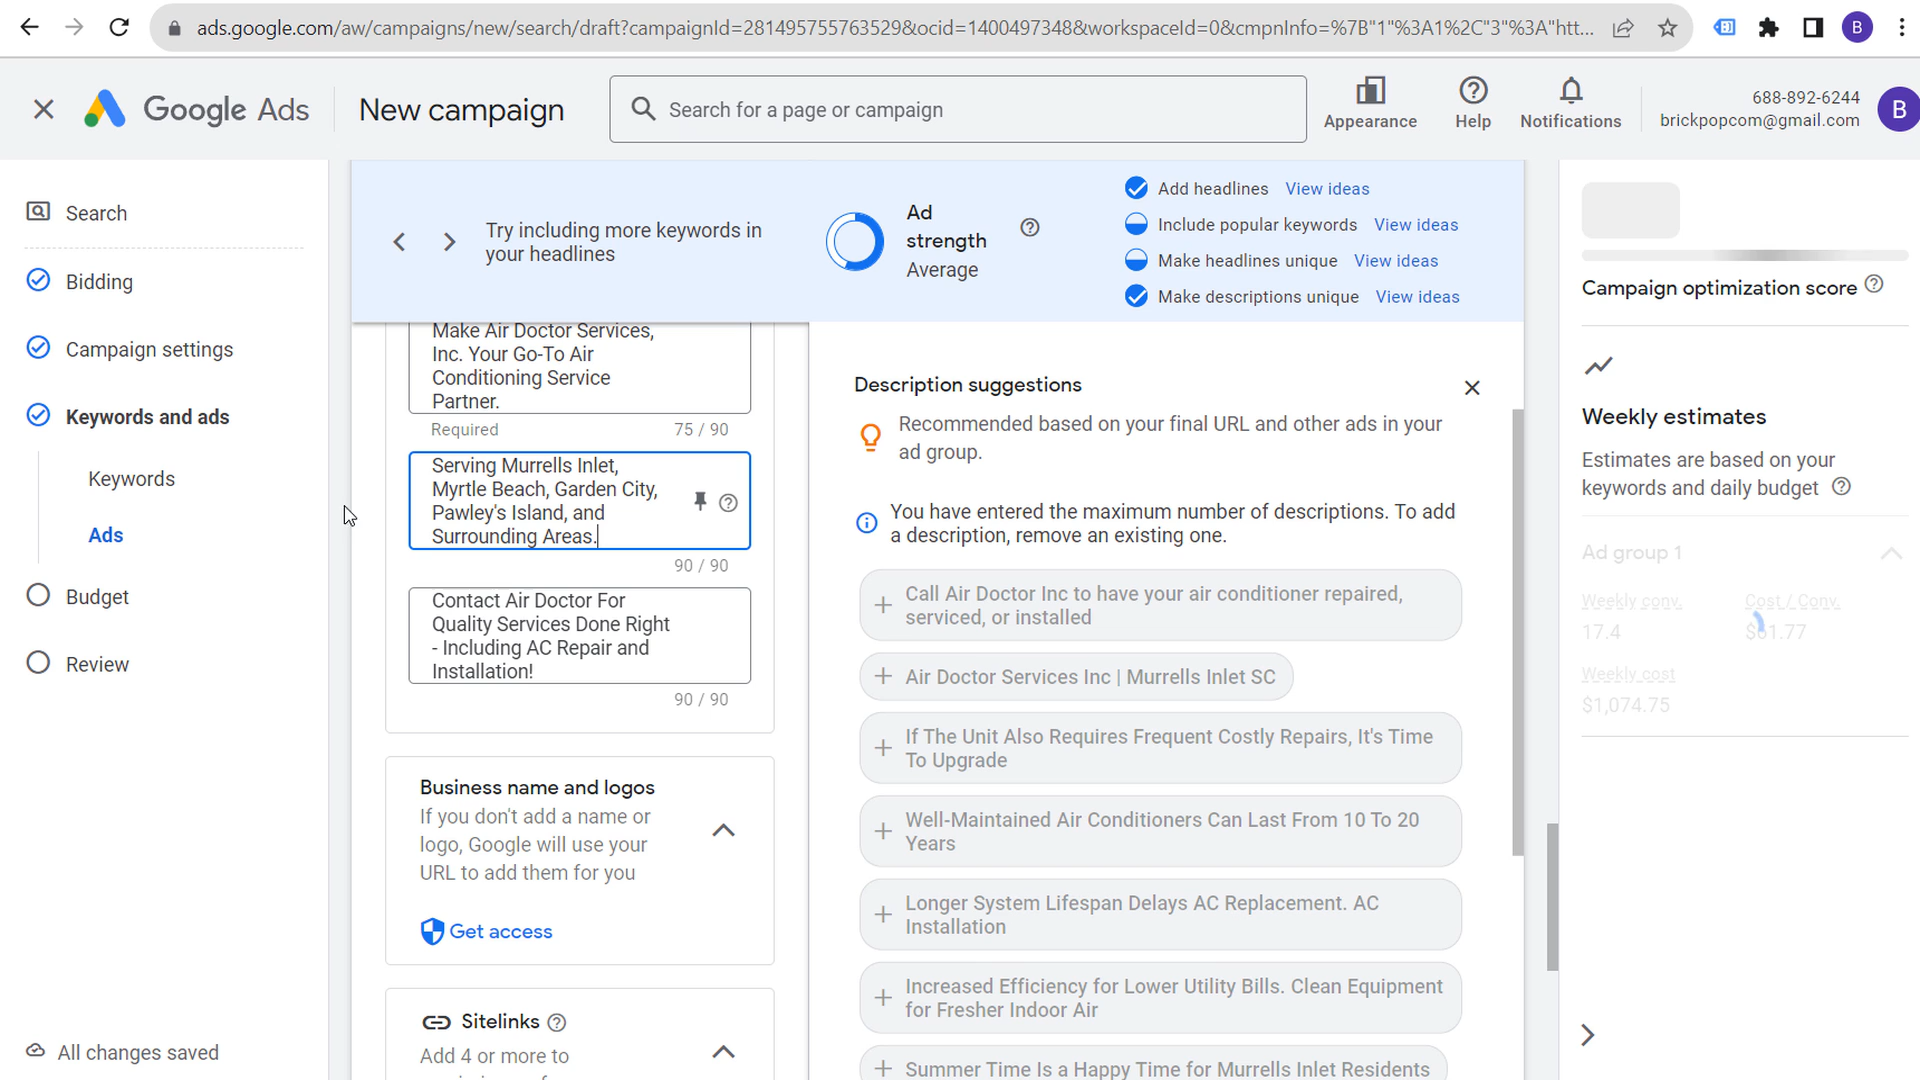 ads.google.com/aw/campaigns/new/search/draft?campaignId=281495755763529&ocid=1400497348&workspaceId=0&cmpnInfo=%7B"1"%3A1%2C"3"%3A"htt...
B
Google Ads
New campaign
Search for a page or campaign
Appearance
Help
Notifications
688-892-6244
brickpopcom@gmail.com
B
Search
Bidding
Campaign settings
Keywords and ads
Keywords
Ads
Budget
Review
All changes saved
Try including more keywords in
your headlines
Ad
strength
Average
Add headlines View ideas
Include popular keywords View ideas
Make headlines unique View ideas
Make descriptions unique View ideas
Make Air Doctor Services,
Inc. Your Go-To Air
Conditioning Service
Partner.
Required 75 / 90
Serving Murrells Inlet,
Myrtle Beach, Garden City,
Pawley's Island, and
Surrounding Areas.
90 / 90
Contact Air Doctor For
Quality Services Done Right
- Including AC Repair and
Installation!
90 / 90
Business name and logos
If you don't add a name or
logo, Google will use your
URL to add them for you
Get access
Sitelinks
Add 4 or more to
Description suggestions
Recommended based on your final URL and other ads in your
ad group.
You have entered the maximum number of descriptions. To add
a description, remove an existing one.
Call Air Doctor Inc to have your air conditioner repaired,
serviced, or installed
Air Doctor Services Inc | Murrells Inlet SC
If The Unit Also Requires Frequent Costly Repairs, It's Time
To Upgrade
Well-Maintained Air Conditioners Can Last From 10 To 20
Years
Longer System Lifespan Delays AC Replacement. AC
Installation
Increased Efficiency for Lower Utility Bills. Clean Equipment
for Fresher Indoor Air
Summer Time Is a Happy Time for Murrells Inlet Residents
Campaign optimization score
Weekly estimates
Estimates are based on your
keywords and daily budget
Ad group 1
Weekly conv. Cost / Conv.
17.4 $61.77
Weekly cost
$1,074.75